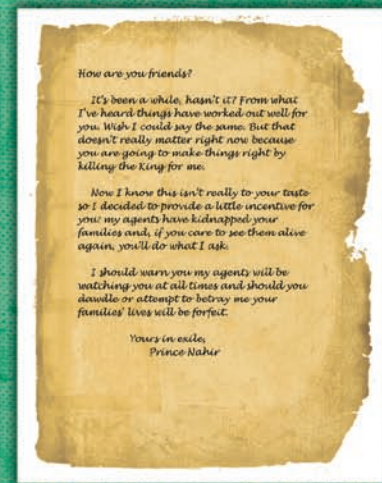 How are you friends?
It's been a while, hasn't it? From what
I've heard things have worked out well for
you. Wish I could say the same. But that
doesn't really matter right now because
you are going to make things right by
killing the King for me.
Now I know this isn't really to your taste
so I decided to provide a little incentive for
you: my agents have kidnapped your
families and, if you care to see them alive
again, you'll do what I ask.
I should warn you my agents will be
watching you at all times and should you
dawdle or attempt to betray me your
families' lives will be forfeit.
Yours in exile,
Prince Nahir